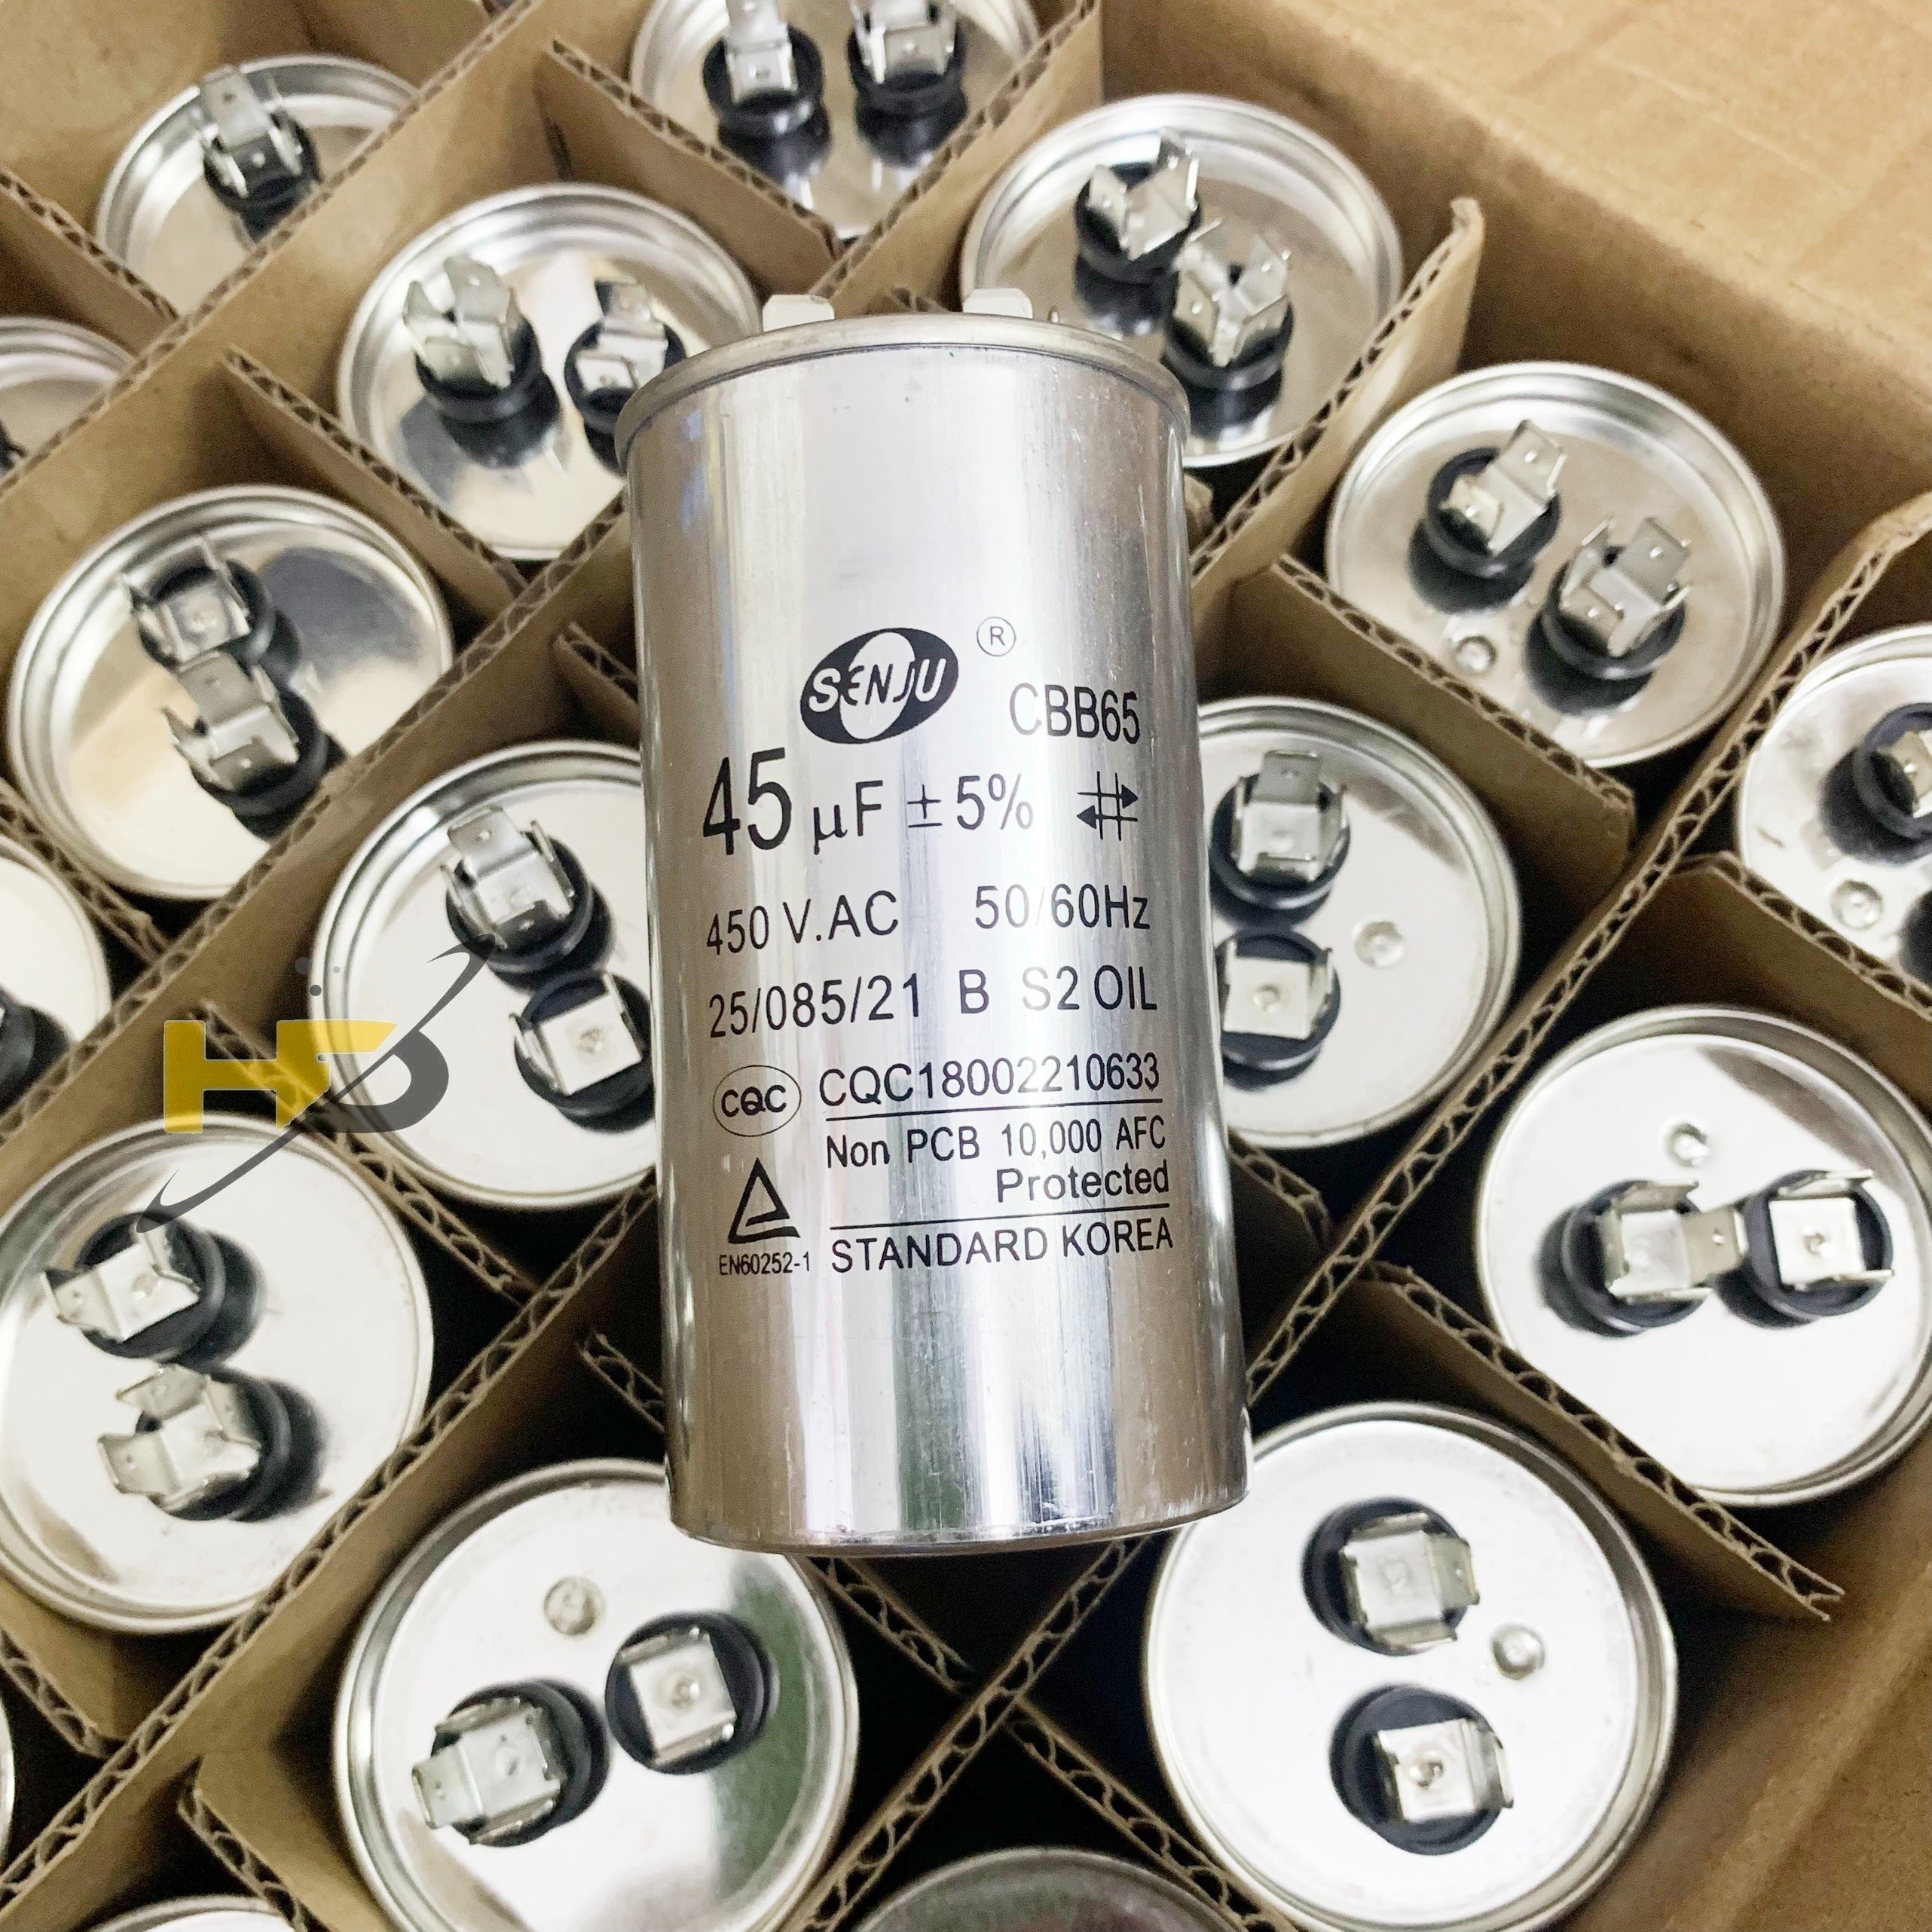 SENJU ®
CBB65
45 µF ± 5%
450 V.AC 50/60Hz
25/085/21 B S2 OIL
CQC CQC18002210633
Non PCB 10,000 AFC
Protected
EN60252-1 STANDARD KOREA
HD